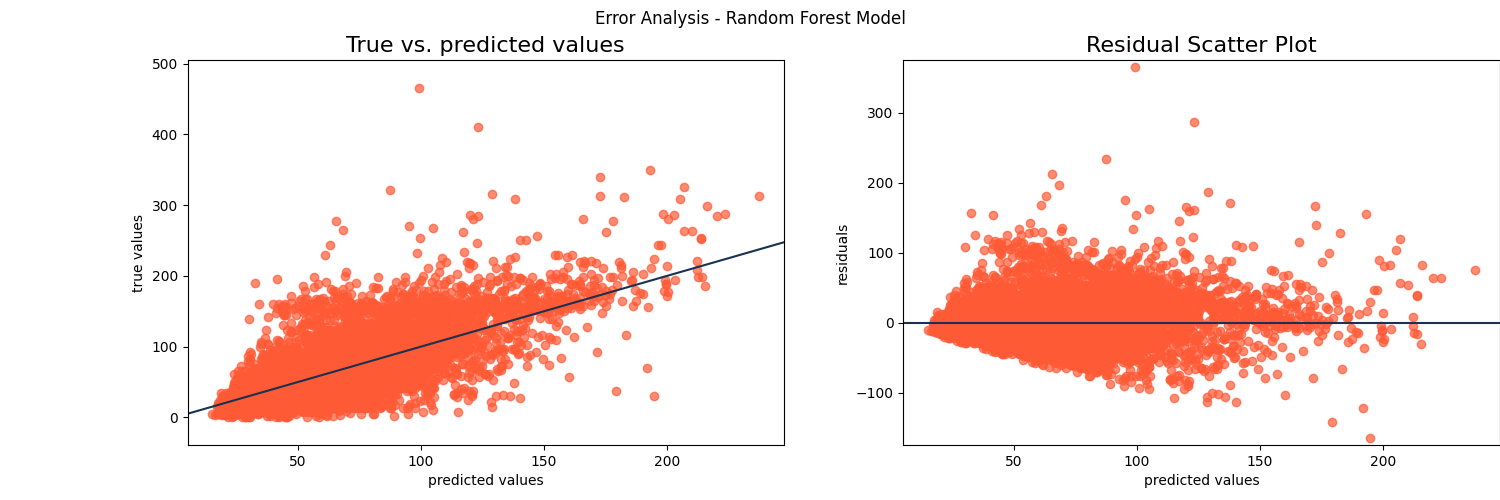 Error Analysis - Random Forest Model
True vs. predicted values
Residual Scatter Plot
500
400
300
200
100
0
true values
50
100
150
200
predicted values
300
200
100
0
−100
residuals
50
100
150
200
predicted values